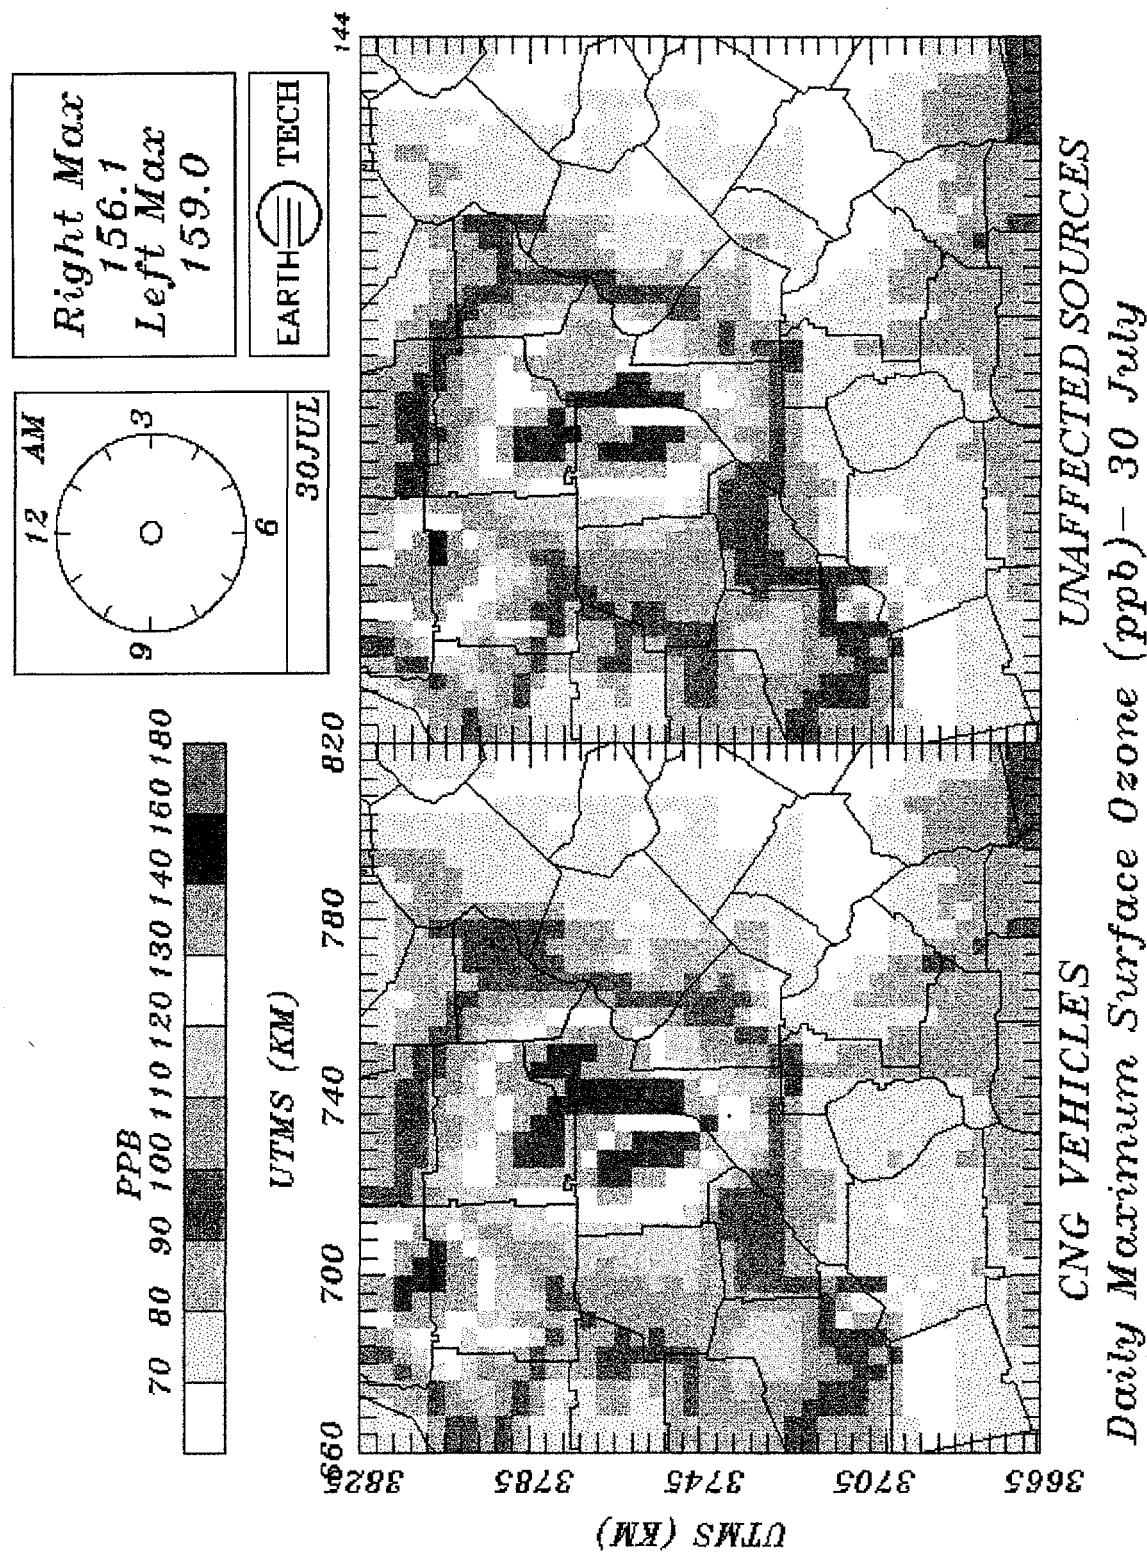 PPB
70 80 90 100 110 120 130 140 160 180
12 AM
3
6
9
30JUL
Right Max
156.1
Left Max
159.0
EARTH TECH
UTMS (KM)
660 700 740 780 820 144
3825
3785
3745
3705
3665
UTMS (KM)
CNG VEHICLES
UNAFFECTED SOURCES
Daily Maximum Surface Ozone (ppb)- 30 July